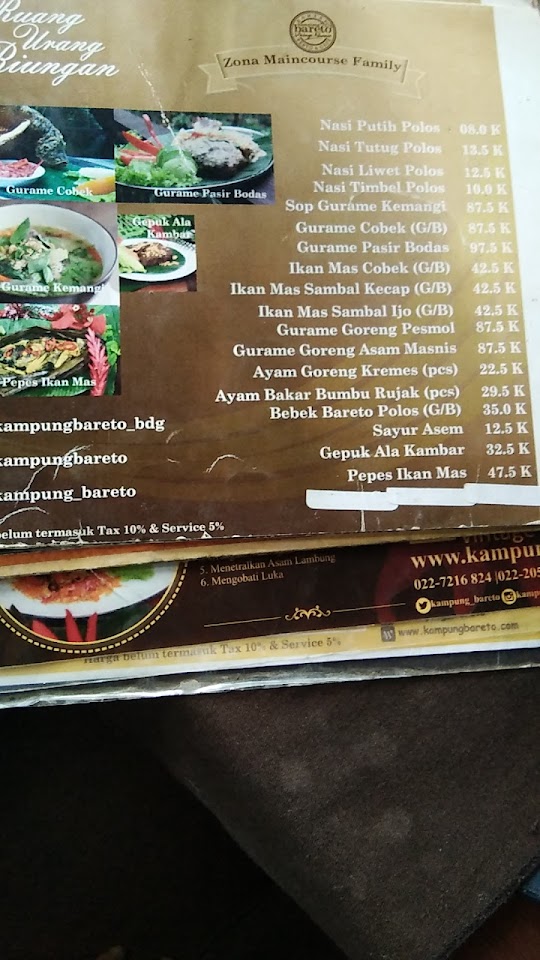 Ruang
Urang
Riungan
bareto
Zona Maincourse Family
Gurame Cobek
Gurame Pasir Bodas
Gepuk Ala
Kambar
Gurame Kemangi
Pepes Ikan Mas
Nasi Putih Polos 08.0 K
Nasi Tutug Polos 13.5 K
Nasi Liwet Polos 12.5 K
Nasi Timbel Polos 10.0 K
Sop Gurame Kemangi 87.5 K
Gurame Cobek (G/B) 87.5 K
Gurame Pasir Bodas 97.5 K
Ikan Mas Cobek (G/B) 42.5 K
Ikan Mas Sambal Kecap (G/B) 42.5 K
Ikan Mas Sambal Ijo (G/B) 42.5 K
Gurame Goreng Pesmol 87.5 K
Gurame Goreng Asam Masnis 87.5 K
Ayam Goreng Kremes (pcs) 22.5 K
Ayam Bakar Bumbu Rujak (pcs) 29.5 K
Bebek Bareto Polos (G/B) 35.0 K
Sayur Asem 12.5 K
Gepuk Ala Kambar 32.5 K
Pepes Ikan Mas 47.5 K
kampungbareto_bdg
kampungbareto
kampung_bareto
belum termasuk Tax 10% & Service 5%
5. Menetralkan Asam Lambung
6. Mengobati Luka
www.kampun
022-7216 824 |022-205
kampung_bareto kamp
www.kampungbareto.com
Harga belum termasuk Tax 10% & Service 5%